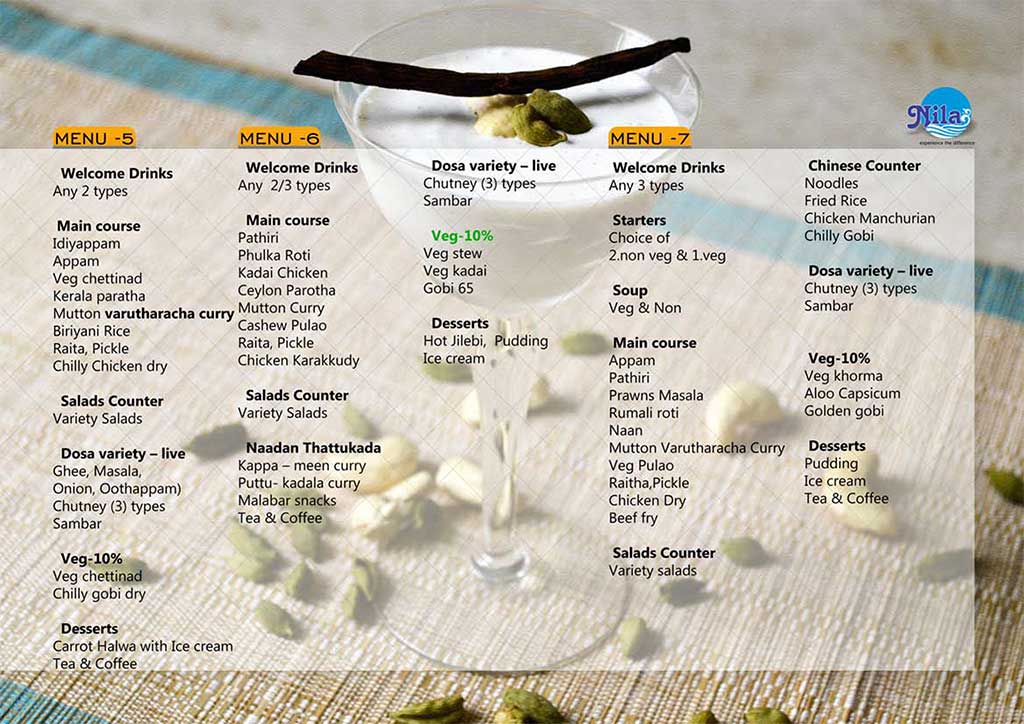 Nila
experience the difference
MENU -5
Welcome Drinks
Any 2 types
Main course
Idiyappam
Appam
Veg chettinad
Kerala paratha
Mutton varutharacha curry
Biriyani Rice
Raita, Pickle
Chilly Chicken dry
Salads Counter
Variety Salads
Dosa variety – live
Ghee, Masala,
Onion, Oothappam)
Chutney (3) types
Sambar
Veg-10%
Veg chettinad
Chilly gobi dry
Desserts
Carrot Halwa with Ice cream
Tea & Coffee
MENU -6
Welcome Drinks
Any 2/3 types
Main course
Pathiri
Phulka Roti
Kadai Chicken
Ceylon Parotha
Mutton Curry
Cashew Pulao
Raita, Pickle
Chicken Karakkudy
Salads Counter
Variety Salads
Naadan Thattukada
Kappa – meen curry
Puttu- kadala curry
Malabar snacks
Tea & Coffee
Dosa variety – live
Chutney (3) types
Sambar
Veg-10%
Veg stew
Veg kadai
Gobi 65
Desserts
Hot Jilebi, Pudding
Ice cream
MENU -7
Welcome Drinks
Any 3 types
Starters
Choice of
2.non veg & 1.veg
Soup
Veg & Non
Main course
Appam
Pathiri
Prawns Masala
Rumali roti
Naan
Mutton Varutharacha Curry
Veg Pulao
Raitha,Pickle
Chicken Dry
Beef fry
Salads Counter
Variety salads
Chinese Counter
Noodles
Fried Rice
Chicken Manchurian
Chilly Gobi
Dosa variety – live
Chutney (3) types
Sambar
Veg-10%
Veg khorma
Aloo Capsicum
Golden gobi
Desserts
Pudding
Ice cream
Tea & Coffee